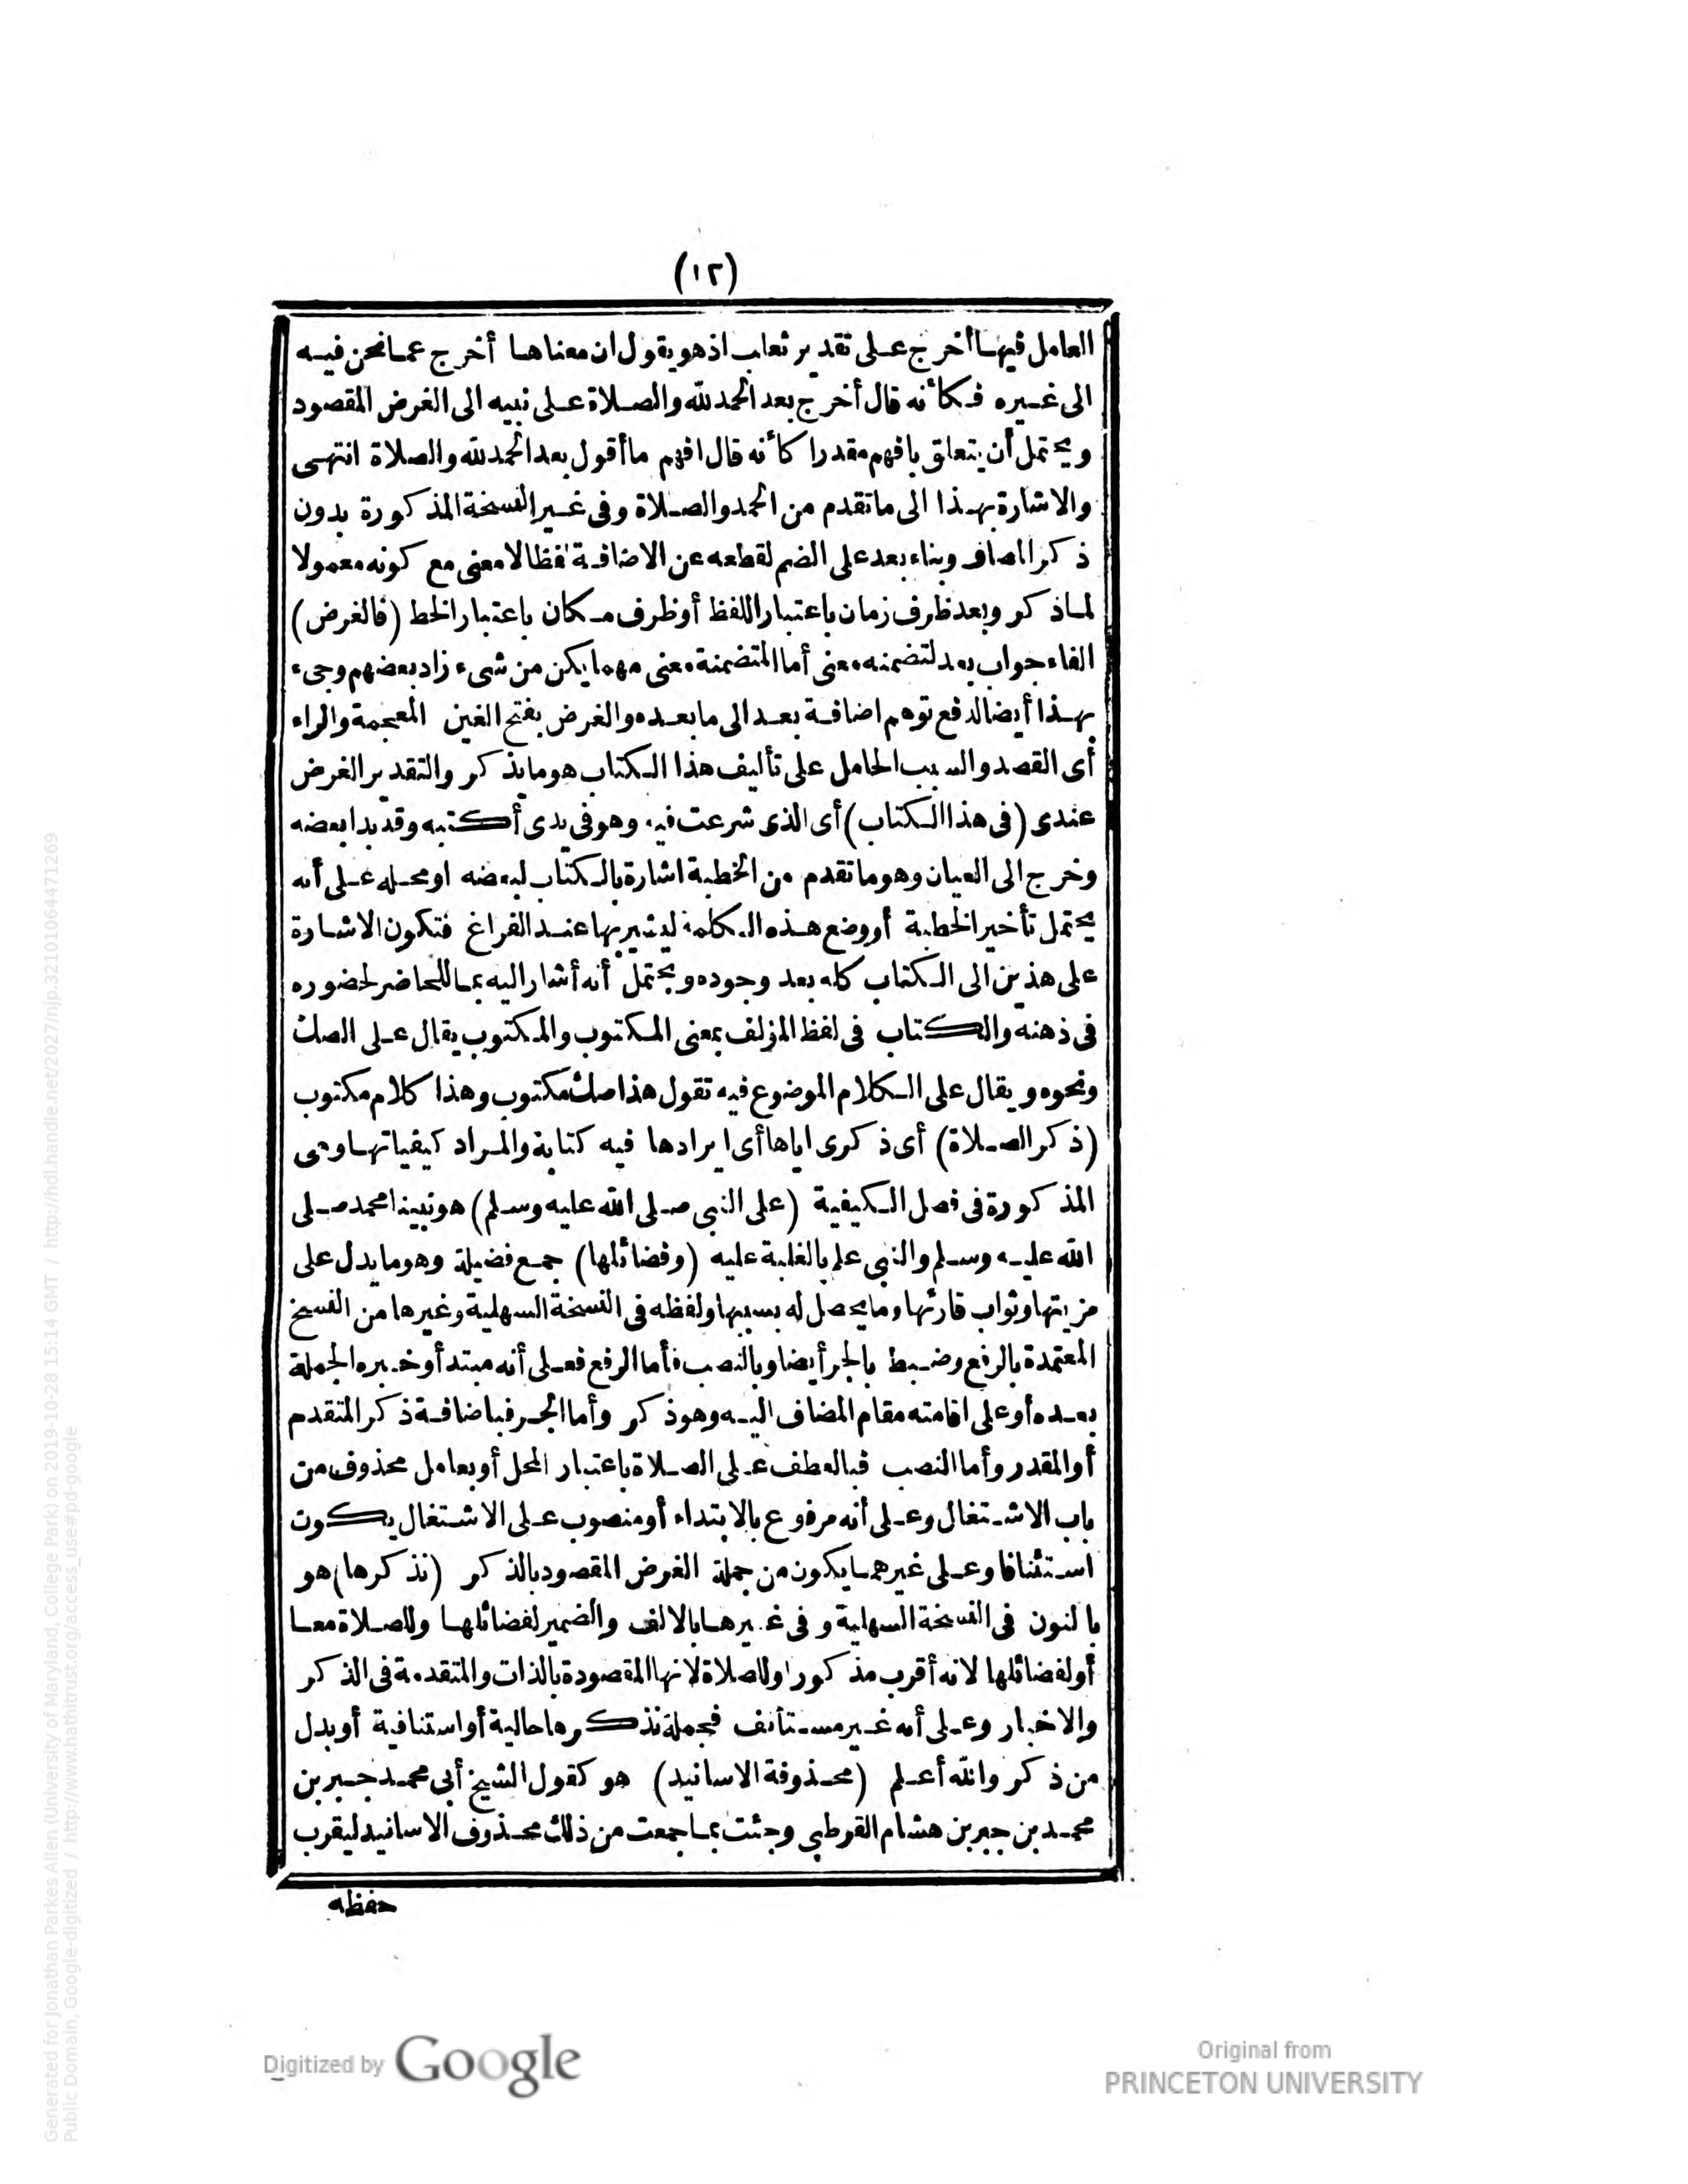 (١٢)
العامل فيها أخرج على تقدير ثعلب اذ هو يقول ان معناها أخرج عما نحن فيه
الى غيره فكأنه قال أخرج بعد الحمد لله والصلاة على نبيه الى الغرض المقصود
ويحتمل أن يتعلق بافهم مقدرا كأنه قال افهم ما أقول بعد الحمد لله والصلاة انتهى
والاشارة بهذا الى ما تقدم من الحمد والصلاة وفى غير النسخة المذكورة بدون
ذكر المضاف وبناء بعد على الضم لقطعه عن الاضافة لفظا لا معنى مع كونه معمولا
لما ذكر وبعد ظرف زمان باعتبار اللفظ أو ظرف مكان باعتبار الخط (فالغرض)
الفاء جواب بعد لتضمنه معنى أما المتضمنة معنى مهما يكن من شىء زاد بعضهم وجىء
بهذا أيضا لدفع توهم اضافة بعد الى ما بعده والغرض بفتح الغين المعجمة والراء
أى القصد والسبب الحامل على تأليف هذا الكتاب هو ما يذكر والتقدير الغرض
عندى (فى هذا الكتاب) أى الذى شرعت فيه وهو فى يدى أكتبه وقد بدا بعضه
وخرج الى العيان وهو ما تقدم من الخطبة اشارة بالكتاب لبعضه او محله على أنه
يحتمل تأخير الخطبة أو وضع هذه الكلمة ليشير بها عند الفراغ فتكون الاشارة
على هذين الى الكتاب كله بعد وجوده ويحتمل أنه أشار اليه بما للحاضر لحضوره
فى ذهنه والكتاب فى لفظ المؤلف بمعنى المكتوب والمكتوب يقال على الصك
ونحوه ويقال على الكلام الموضوع فيه تقول هذا صك مكتوب وهذا كلام مكتوب
(ذكر الصلاة) أى ذكرى اياها أى ايرادها فيه كتابة والمراد كيفياتها وهى
المذكورة فى فصل الكيفية (على النبى صلى الله عليه وسلم) هو نبينا محمد صلى
الله عليه وسلم والنبى علم بالغلبة عليه (وفضائلها) جمع فضيلة وهو ما يدل على
مزيتها وثواب قارئها وما يحصل له بسببها ولفظه فى النسخة السهلية وغيرها من النسخ
المعتمدة بالرفع وضبط بالجر أيضا وبالنصب فأما الرفع فعلى أنه مبتدأ وخبره الجملة
بعده أو على اقامته مقام المضاف اليه وهو ذكر وأما الجر فباضافة ذكر المتقدم
أو المقدر وأما النصب فبالعطف على الصلاة باعتبار المحل أو بعامل محذوف من
باب الاشتغال وعلى أنه مرفوع بالابتداء أو منصوب على الاشتغال يكون
استئنافا وعلى غيرهما يكون من جملة الغرض المقصود بالذكر (نذكرها) هو
بالنون فى النسخة السهلية وفى غيرها بالالف والضمير لفضائلها وللصلاة معا
أو لفضائلها لانه أقرب مذكور او للصلاة لانها المقصودة بالذات والمتقدمة فى الذكر
والاخبار وعلى أنه غير مستأنف فجملة نذكرها حالية أو استئنافية أو بدل
من ذكر والله أعلم (محذوفة الاسانيد) هو كقول الشيخ أبى محمد جبر بن
محمد بن جبر بن هشام القرطبى وجئت بما جمعت من ذلك محذوف الاسانيد ليقرب
حفظه
Digitized by Google
Original from
PRINCETON UNIVERSITY
Generated for Jonathan Parkes Allen (University of Maryland, College Park) on 2019-10-28 15:14 GMT / http://hdl.handle.net/2027/njp.32101064471269
Public Domain, Google-digitized / http://www.hathitrust.org/access_use#pd-google